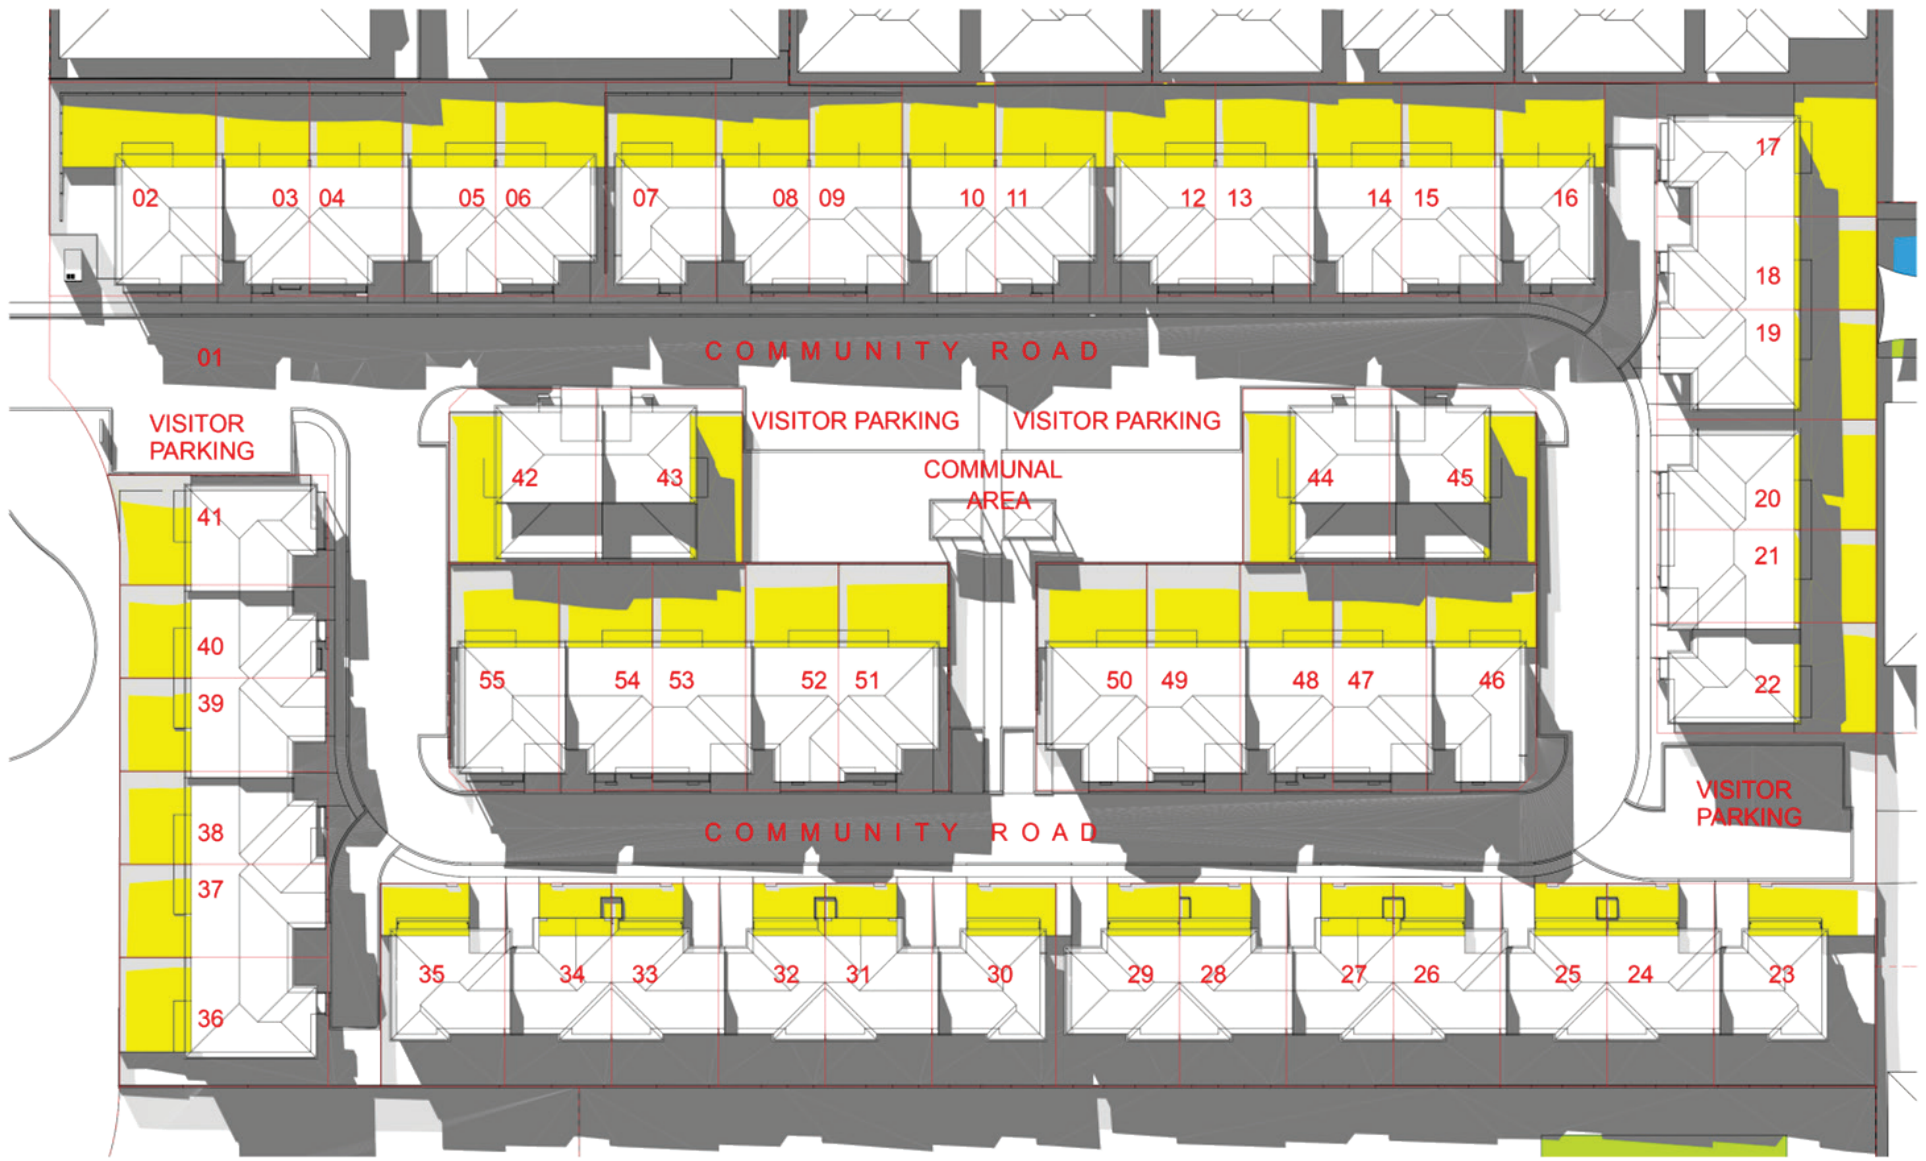 17
02 03 04 05 06 07 08 09 10 11 12 13 14 15 16
18
19
01 COMMUNITY ROAD
VISITOR PARKING VISITOR PARKING
VISITOR
PARKING
42 43 COMMUNAL 44 45
AREA
41 20
21
40
39
55 54 53 52 51 50 49 48 47 46 22
VISITOR
PARKING
38 COMMUNITY ROAD
37
35 34 33 32 31 30 29 28 27 26 25 24 23
36